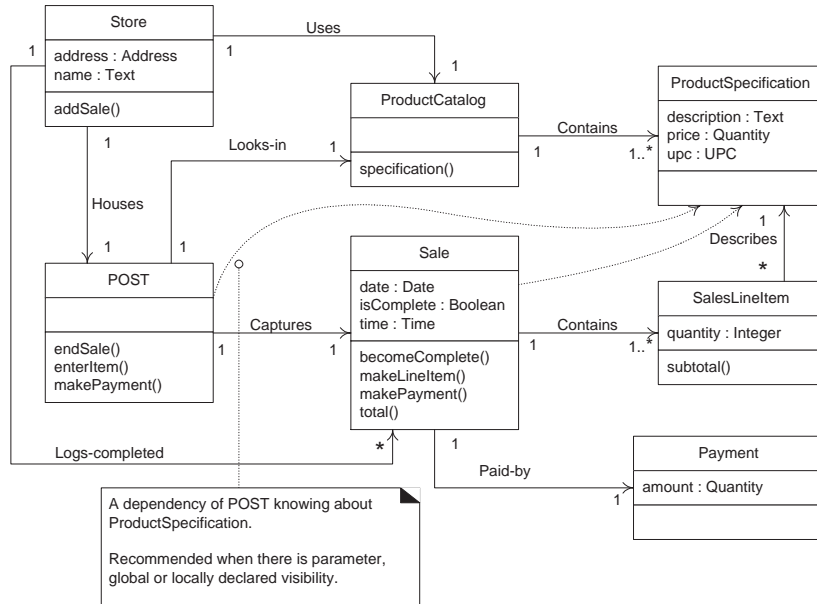 Store
address : Address
name : Text
addSale()
1
1
1
Uses
1
ProductCatalog
specification()
1
Looks-in
1
1
Contains
1..*
ProductSpecification
description : Text
price : Quantity
upc : UPC
Houses
1
POST
endSale()
enterItem()
makePayment()
1
Captures
1
Sale
date : Date
isComplete : Boolean
time : Time
becomeComplete()
makeLineItem()
makePayment()
total()
1
Contains
1..*
1
Describes
*
SalesLineItem
quantity : Integer
subtotal()
Logs-completed
*
1
Paid-by
1
Payment
amount : Quantity
A dependency of POST knowing about
ProductSpecification.
Recommended when there is parameter,
global or locally declared visibility.